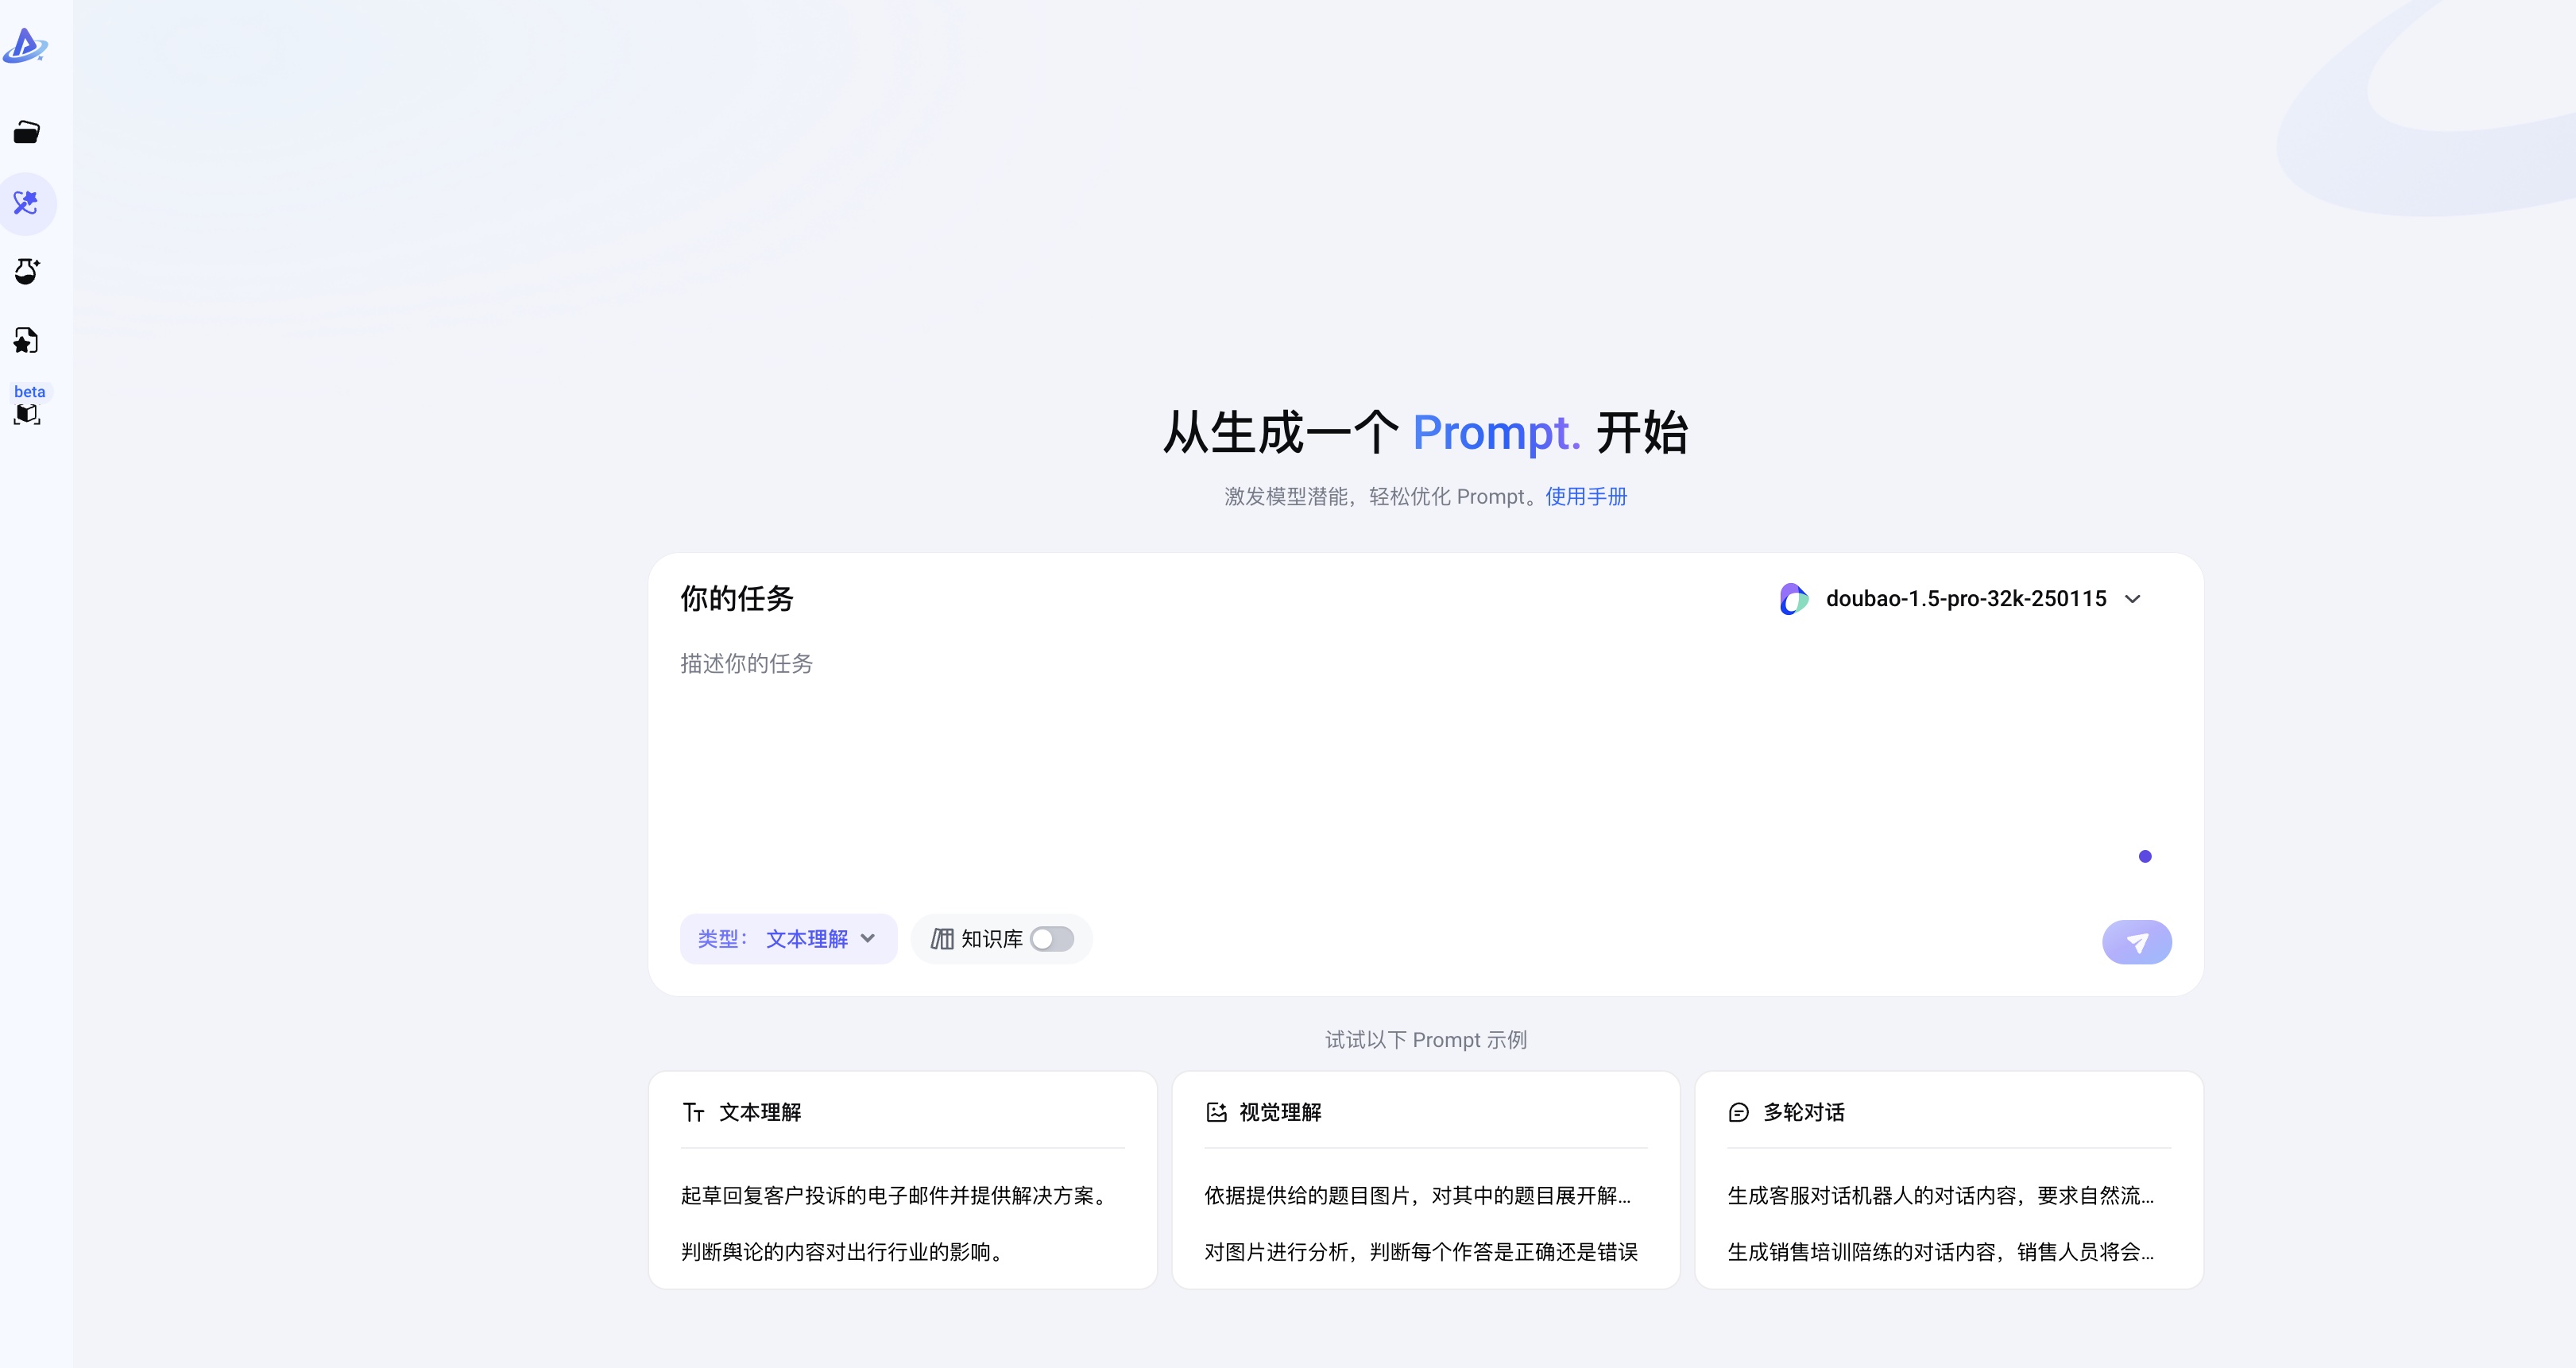 beta
从生成一个 Prompt. 开始
激发模型潜能，轻松优化 Prompt。使用手册
你的任务
doubao-1.5-pro-32k-250115
描述你的任务
类型： 文本理解
知识库
试试以下 Prompt 示例
文本理解
起草回复客户投诉的电子邮件并提供解决方案。
判断舆论的内容对出行行业的影响。
视觉理解
依据提供给的题目图片，对其中的题目展开解...
对图片进行分析，判断每个作答是正确还是错误
多轮对话
生成客服对话机器人的对话内容，要求自然流...
生成销售培训陪练的对话内容，销售人员将会...